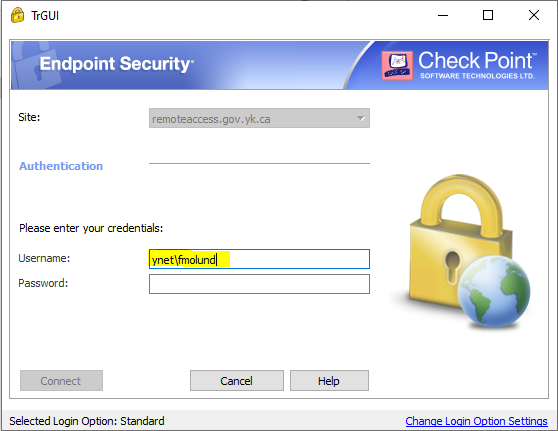 TrGUI
Endpoint Security
Check Point
SOFTWARE TECHNOLOGIES LTD.
Site:
remoteaccess.gov.yk.ca
Authentication
Please enter your credentials:
Username:
ynet\fmolund
Password:
Connect
Cancel
Help
Selected Login Option: Standard
Change Login Option Settings